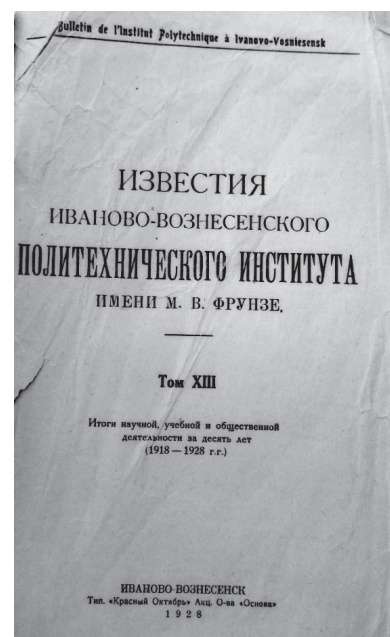 Bulletin de l'Institut Polytechnique à Ivanovo-Vosniesensk
ИЗВЕСТИЯ
ИВАНОВО-ВОЗНЕСЕНСКОГО
ПОЛИТЕХНИЧЕСКОГО ИНСТИТУТА
ИМЕНИ М. В. ФРУНЗЕ.
Том XIII
Итоги научной, учебной и общественной
деятельности за десять лет
(1918 — 1928 г.г.)
ИВАНОВО-ВОЗНЕСЕНСК
Тип. «Красный Октябрь» Акц. О-ва «Основа»
1928